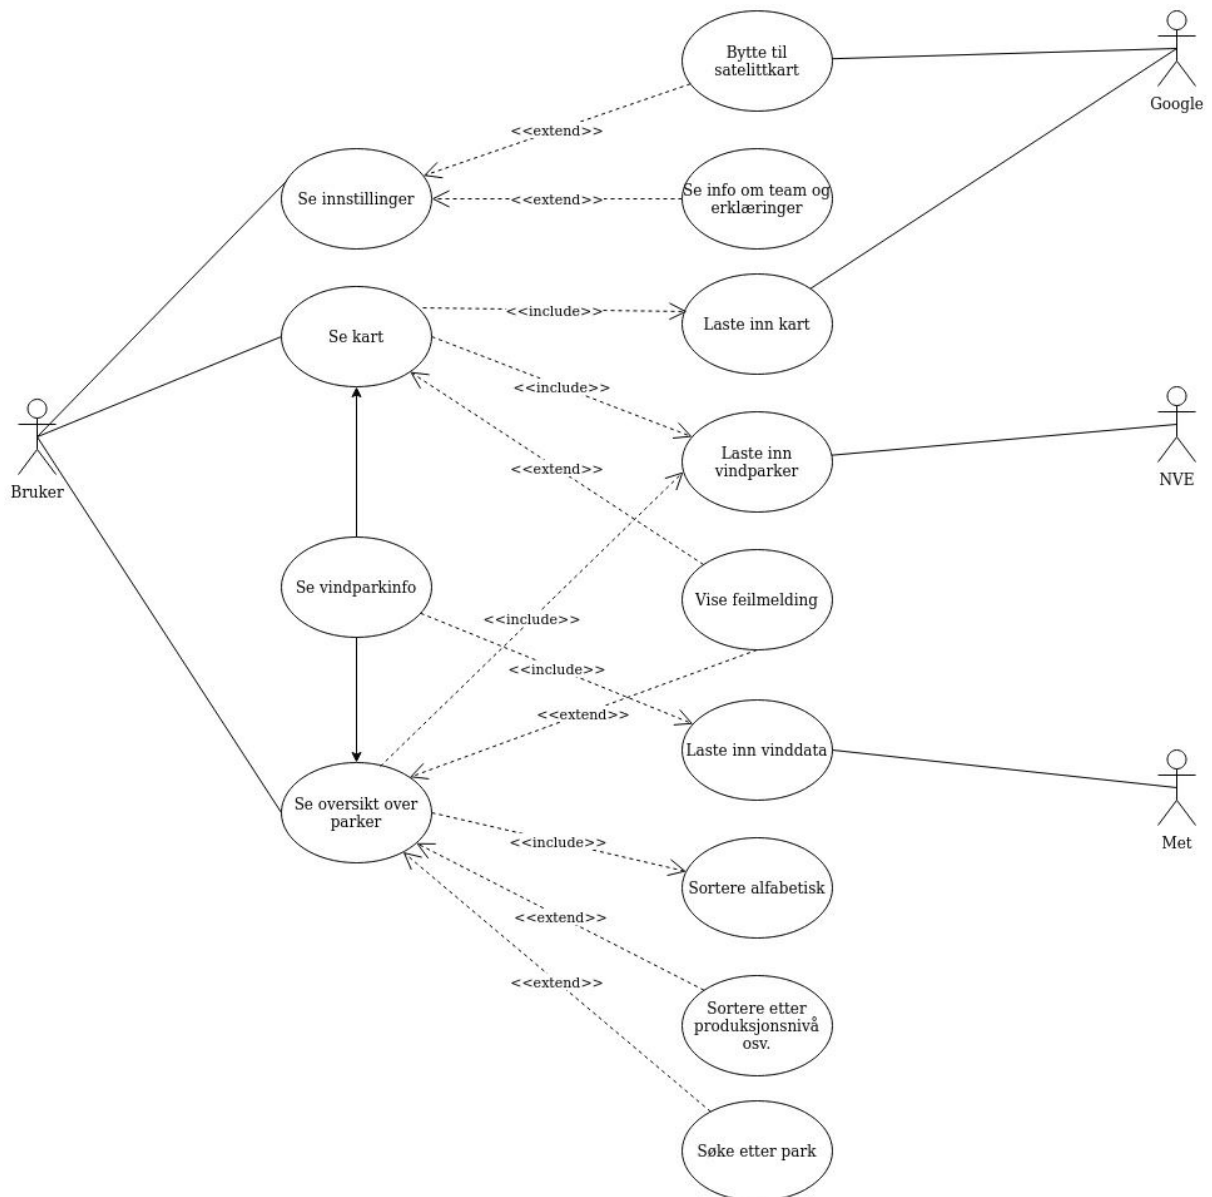 Bytte til
satelittkart
Google
<<extend>>
Se innstillinger
<<extend>>
Se info om team og
erklæringer
Se kart
<<include>>
Laste inn kart
<<include>>
Bruker
<<extend>>
Laste inn
vindparker
NVE
Se vindparkinfo
<<include>>
Vise feilmelding
<<include>>
<<extend>>
Laste inn vinddata
Met
Se oversikt over
parker
<<include>>
Sortere alfabetisk
<<extend>>
<<extend>>
Sortere etter
produksjonsnivå
osv.
Søke etter park